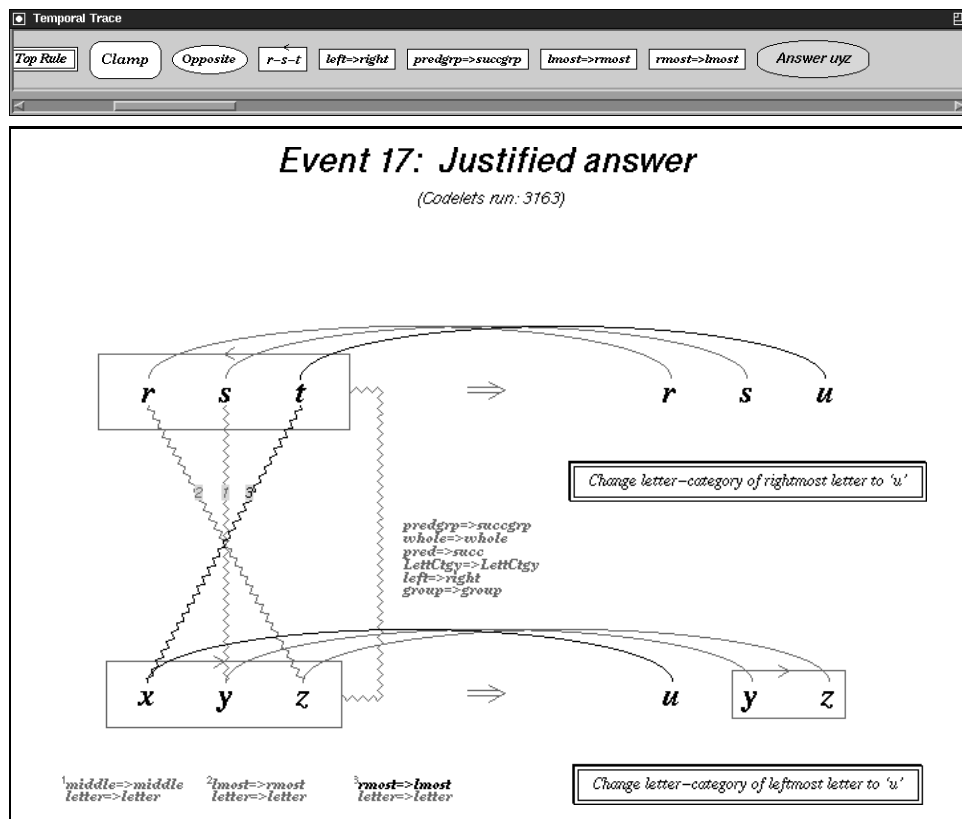 Temporal Trace
Top Rule Clamp Opposite r-s-t left=>right predgrp=>succgrp lmost=>rmost rmost=>lmost Answer uyz
Event 17: Justified answer
(Codelets run: 3163)
r s t => r s u
Change letter-category of rightmost letter to 'u'
2 1 3
predgrp=>succgrp
whole=>whole
pred=>succ
LettCtgy=>LettCtgy
left=>right
group=>group
x y z => u y z
1middle=>middle 2lmost=>rmost 3rmost=>lmost
letter=>letter letter=>letter letter=>letter
Change letter-category of leftmost letter to 'u'